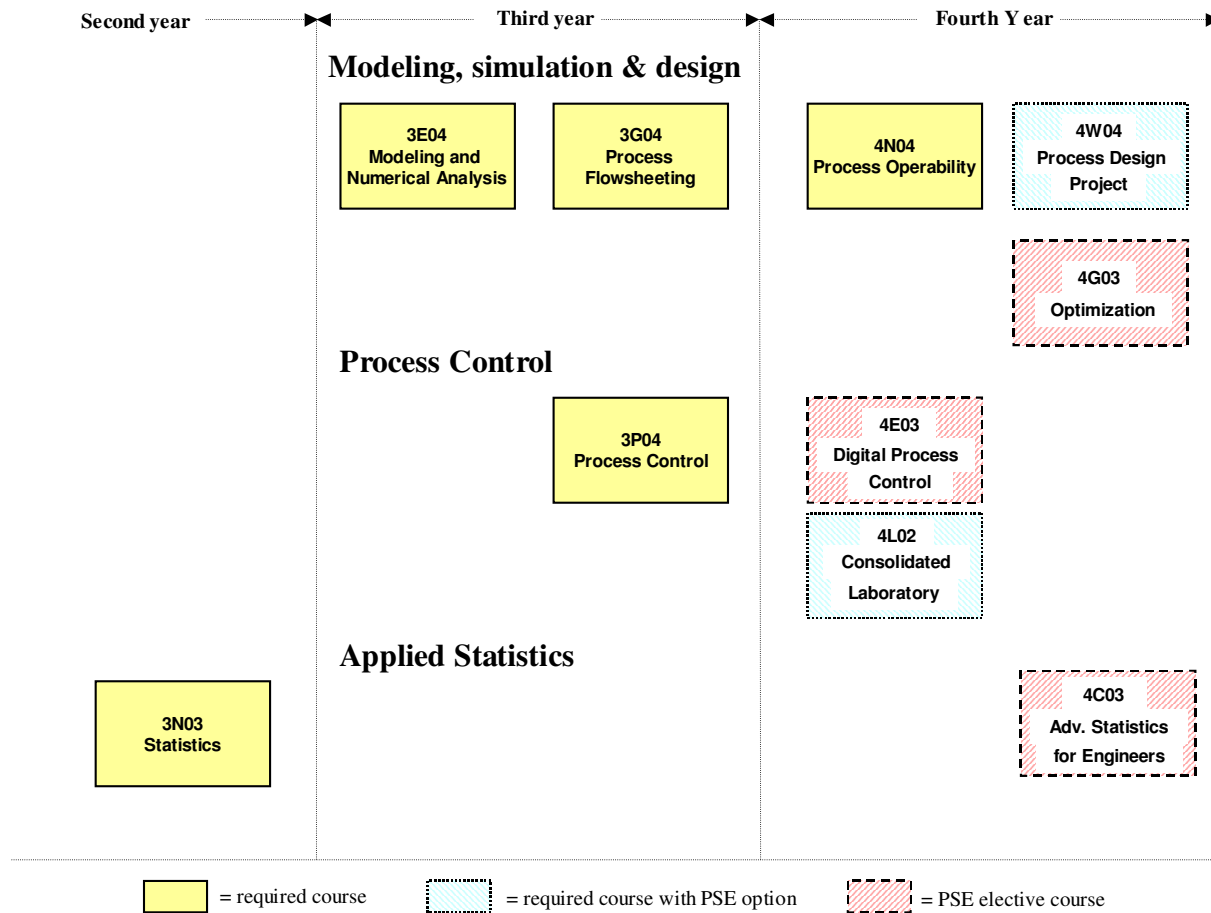 Second year
Third year
Fourth Year
Modeling, simulation & design
3E04
Modeling and
Numerical Analysis
3G04
Process
Flowsheeting
4N04
Process Operability
4W04
Process Design
Project
4G03
Optimization
Process Control
3P04
Process Control
4E03
Digital Process
Control
4L02
Consolidated
Laboratory
Applied Statistics
3N03
Statistics
4C03
Adv. Statistics
for Engineers
= required course
= required course with PSE option
= PSE elective course